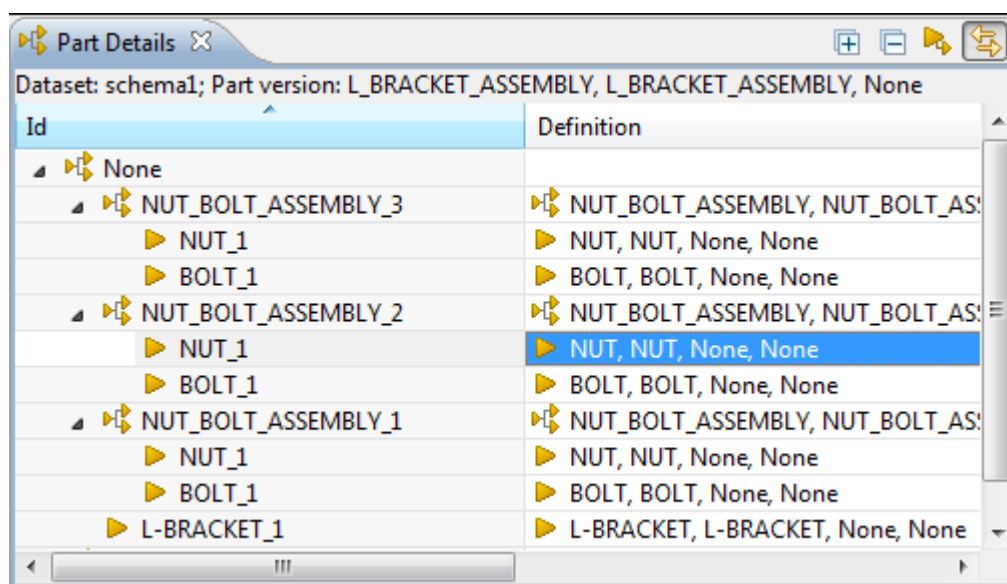 Part Details
Dataset: schema1; Part version: L_BRACKET_ASSEMBLY, L_BRACKET_ASSEMBLY, None
Id Definition
None
NUT_BOLT_ASSEMBLY_3 NUT_BOLT_ASSEMBLY, NUT_BOLT_AS
NUT_1 NUT, NUT, None, None
BOLT_1 BOLT, BOLT, None, None
NUT_BOLT_ASSEMBLY_2 NUT_BOLT_ASSEMBLY, NUT_BOLT_AS
NUT_1 NUT, NUT, None, None
BOLT_1 BOLT, BOLT, None, None
NUT_BOLT_ASSEMBLY_1 NUT_BOLT_ASSEMBLY, NUT_BOLT_AS
NUT_1 NUT, NUT, None, None
BOLT_1 BOLT, BOLT, None, None
L-BRACKET_1 L-BRACKET, L-BRACKET, None, None